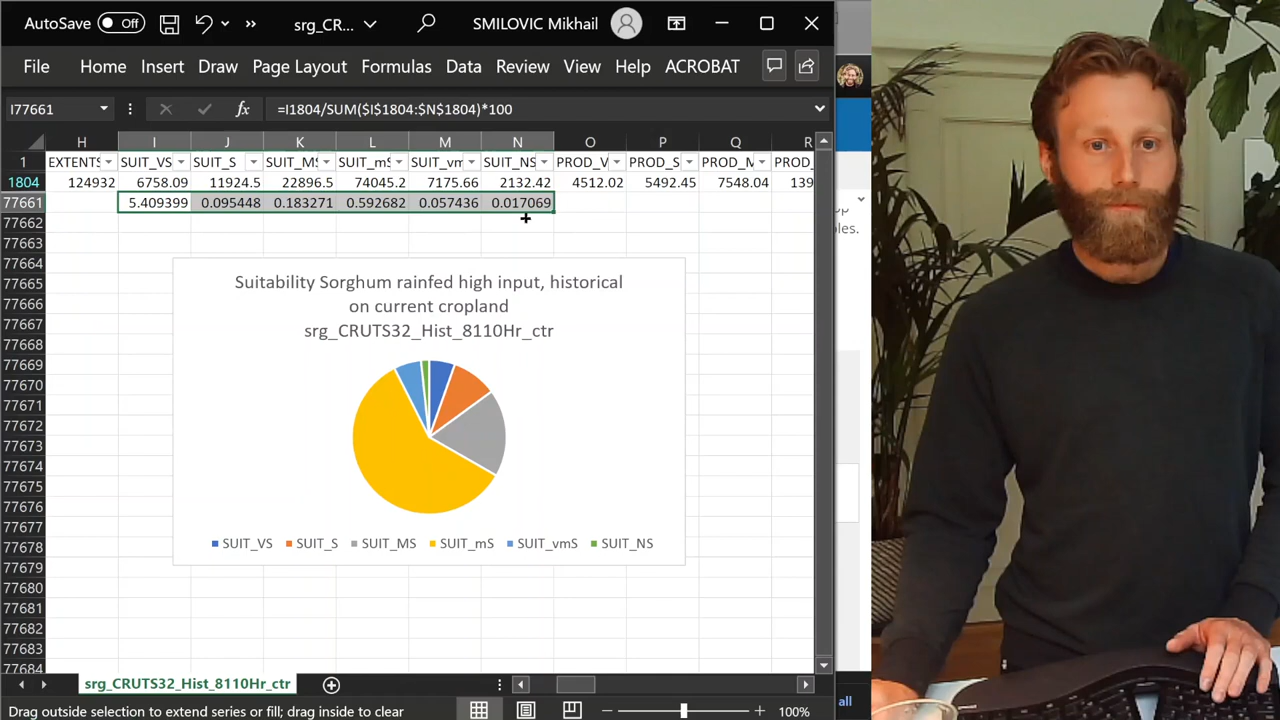 AutoSave Off srg_CR... SMILOVIC Mikhail
File Home Insert Draw Page Layout Formulas Data Review View Help ACROBAT
I77661 fx =I1804/SUM($I$1804:$N$1804)*100
H I J K L M N O P Q R
1 EXTENTS SUIT_VS SUIT_S SUIT_MS SUIT_mS SUIT_vm SUIT_NS PROD_V PROD_S PROD_M PROD_
1804 124932 6758.09 11924.5 22896.5 74045.2 7175.66 2132.42 4512.02 5492.45 7548.04 139
77661 5.409399 0.095448 0.183271 0.592682 0.057436 0.017069
77662
77663
77664
77665
77666
77667
77668
77669
77670
77671
77672
77673
77674
77675
77676
77677
77678
77679
77680
77681
77682
77683
77684
Suitability Sorghum rainfed high input, historical
on current cropland
srg_CRUTS32_Hist_8110Hr_ctr
SUIT_VS SUIT_S SUIT_MS SUIT_mS SUIT_vmS SUIT_NS
les.
all
srg_CRUTS32_Hist_8110Hr_ctr
Drag outside selection to extend series or fill; drag inside to clear 100%